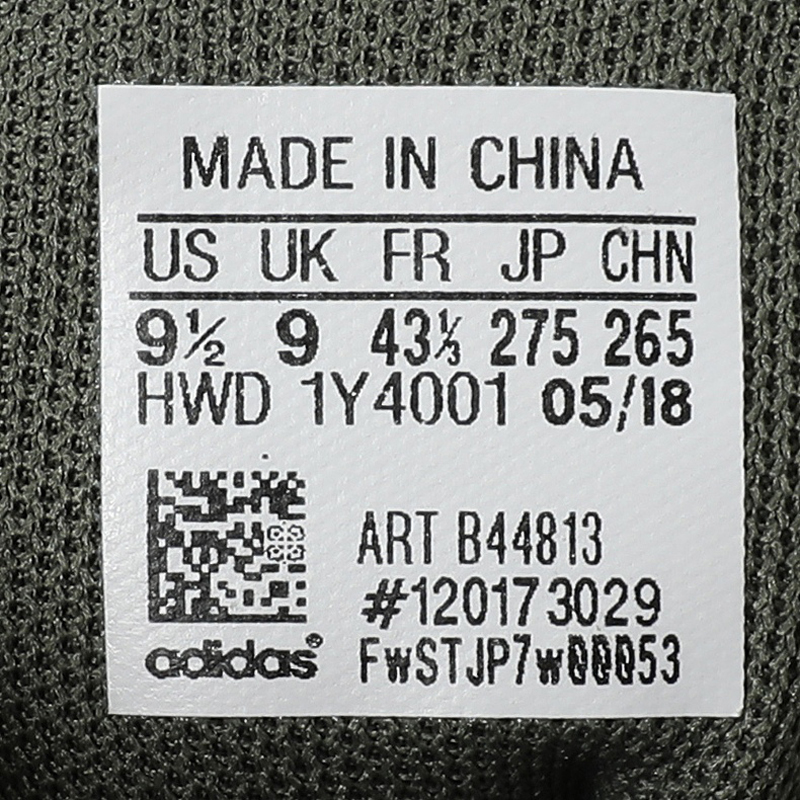 MADE IN CHINA
US UK FR JP CHN
9½ 9 43⅓ 275 265
HWD 1Y4001 05/18
ART B44813
#120173029
adidas® FwSTJP7w00053